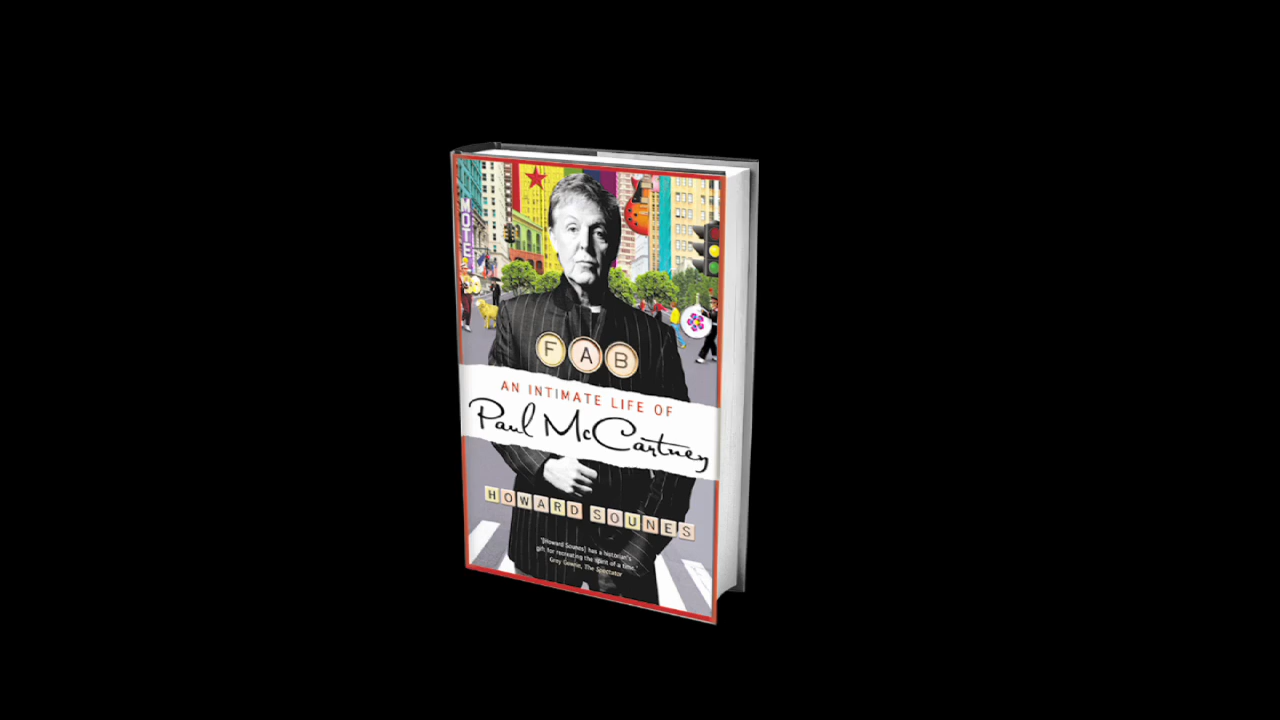 MOTEL
FAB
AN INTIMATE LIFE OF
Paul McCartney
HOWARD SOUNES
"[Howard Sounes] has a historian's
gift for recreating the spirit of a time."
Grey Gowrie, The Spectator